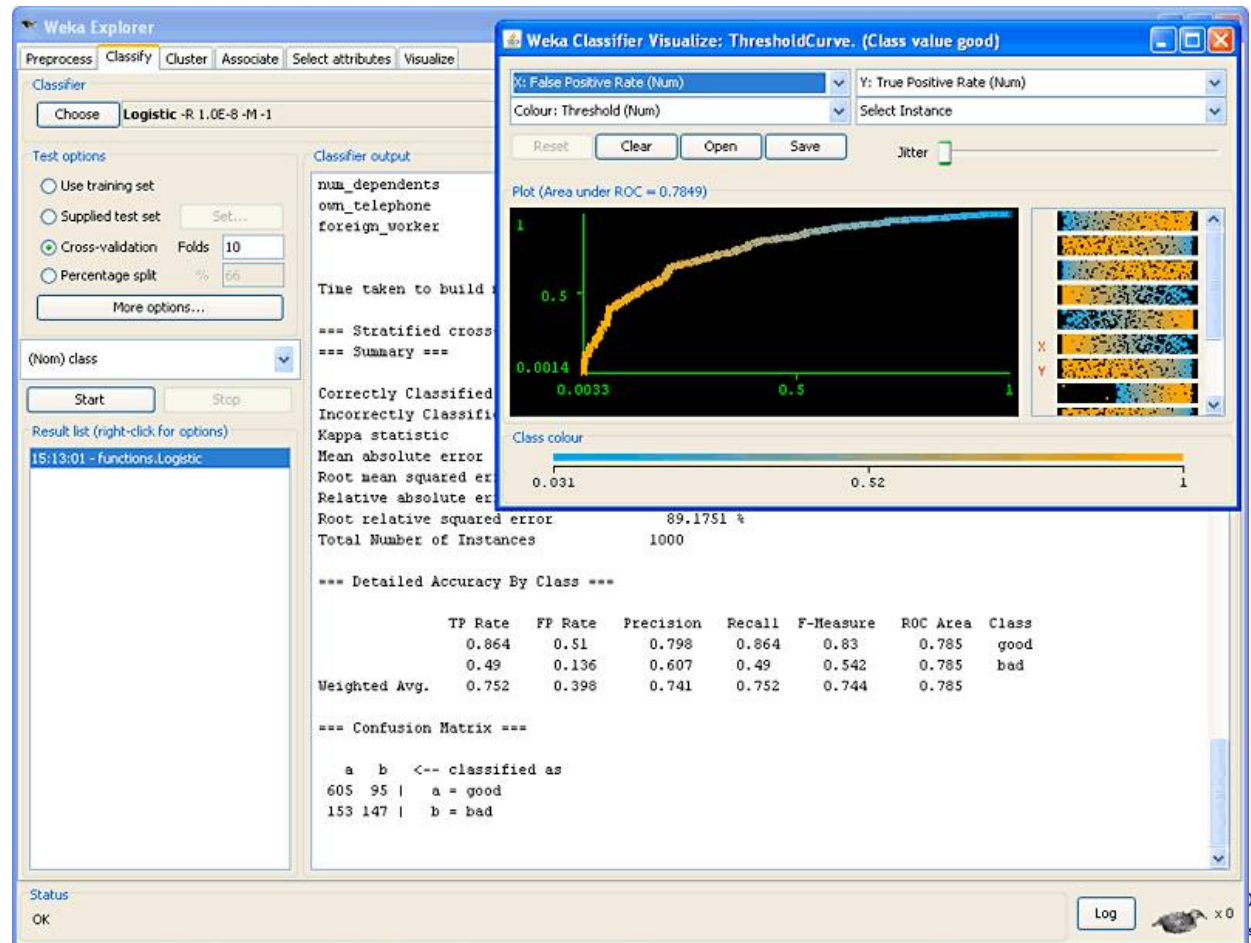 Weka Explorer
Preprocess Classify Cluster Associate Select attributes Visualize
Classifier
Choose Logistic -R 1.0E-8 -M -1
Test options
Use training set
Supplied test set Set...
Cross-validation Folds 10
Percentage split % 66
More options...
(Nom) class
Start Stop
Result list (right-click for options)
15:13:01 - functions.Logistic
Classifier output
num_dependents
own_telephone
foreign_worker
Time taken to build
=== Stratified cross
=== Summary ===
Correctly Classified
Incorrectly Classifi
Kappa statistic
Mean absolute error
Root mean squared er
Relative absolute er
Root relative squared error 89.1751 %
Total Number of Instances 1000
=== Detailed Accuracy By Class ===
TP Rate FP Rate Precision Recall F-Measure ROC Area Class
0.864 0.51 0.798 0.864 0.83 0.785 good
0.49 0.136 0.607 0.49 0.542 0.785 bad
Weighted Avg. 0.752 0.398 0.741 0.752 0.744 0.785
=== Confusion Matrix ===
a b <-- classified as
605 95 | a = good
153 147 | b = bad
Weka Classifier Visualize: ThresholdCurve. (Class value good)
X: False Positive Rate (Num) Y: True Positive Rate (Num)
Colour: Threshold (Num) Select Instance
Reset Clear Open Save Jitter
Plot (Area under ROC = 0.7849)
1
0.5
0.0014
0.0033 0.5 1
X
Y
Class colour
0.031 0.52 1
Status
OK
Log x 0